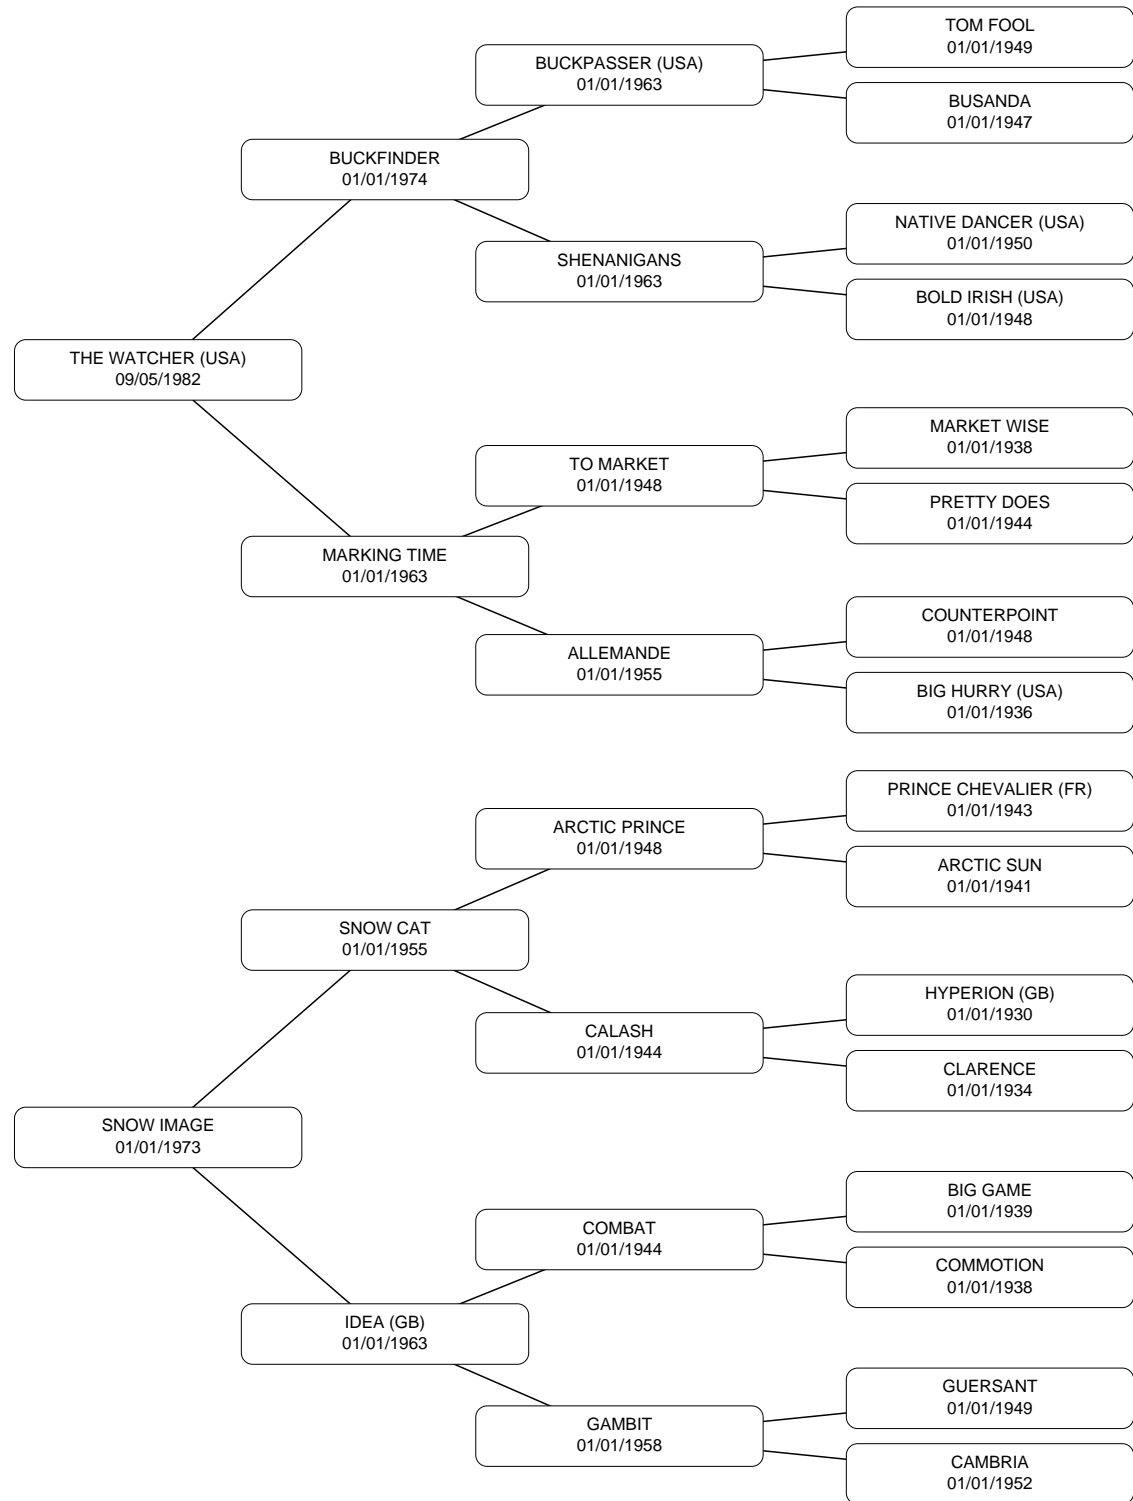 TOM FOOL
01/01/1949
BUCKPASSER (USA)
01/01/1963
BUSANDA
01/01/1947
BUCKFINDER
01/01/1974
NATIVE DANCER (USA)
01/01/1950
SHENANIGANS
01/01/1963
BOLD IRISH (USA)
01/01/1948
THE WATCHER (USA)
09/05/1982
MARKET WISE
01/01/1938
TO MARKET
01/01/1948
PRETTY DOES
01/01/1944
MARKING TIME
01/01/1963
COUNTERPOINT
01/01/1948
ALLEMANDE
01/01/1955
BIG HURRY (USA)
01/01/1936
PRINCE CHEVALIER (FR)
01/01/1943
ARCTIC PRINCE
01/01/1948
ARCTIC SUN
01/01/1941
SNOW CAT
01/01/1955
HYPERION (GB)
01/01/1930
CALASH
01/01/1944
CLARENCE
01/01/1934
SNOW IMAGE
01/01/1973
BIG GAME
01/01/1939
COMBAT
01/01/1944
COMMOTION
01/01/1938
IDEA (GB)
01/01/1963
GUERSANT
01/01/1949
GAMBIT
01/01/1958
CAMBRIA
01/01/1952